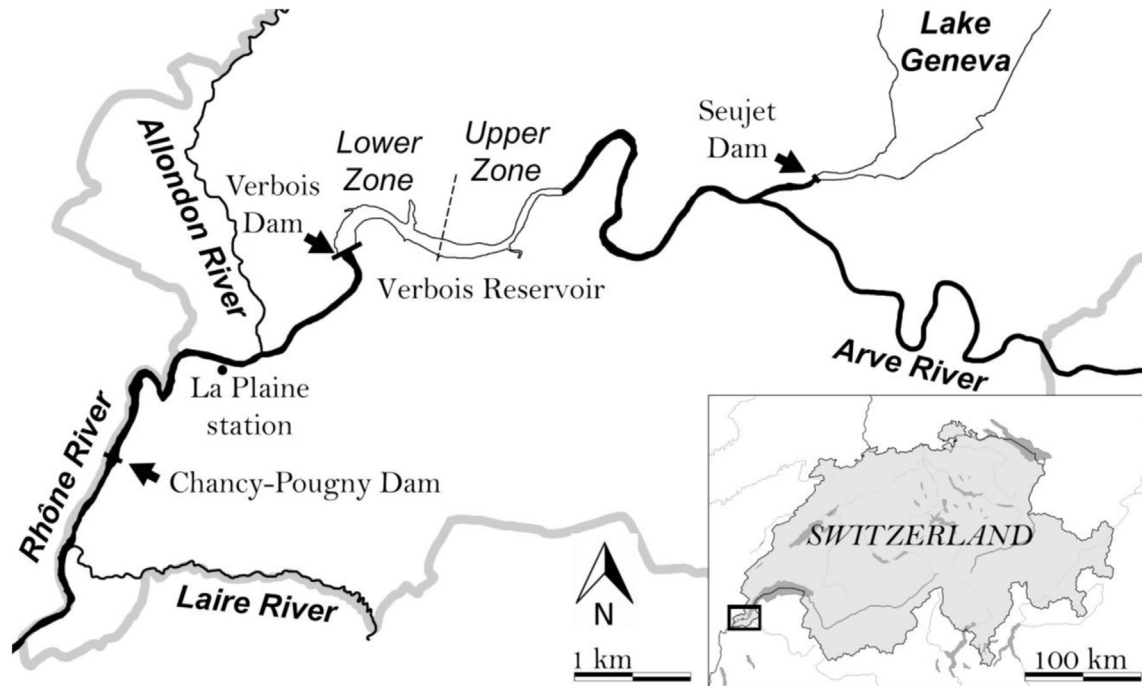 Lake
Geneva
Seujet
Dam
Upper
Zone
Lower
Zone
Allondon River
Verbois
Dam
Verbois Reservoir
Arve River
La Plaine
station
Rhône River
Chancy-Pougny Dam
Laire River
N
1 km
SWITZERLAND
100 km